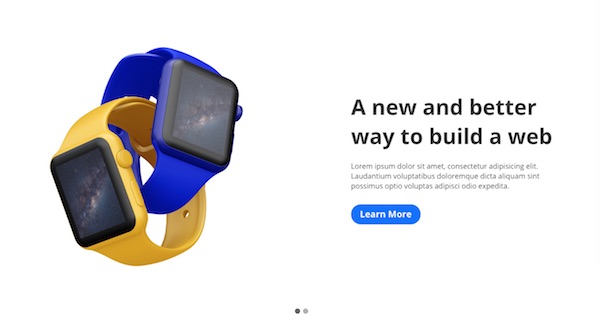 A new and better
way to build a web
Lorem ipsum dolor sit amet, consectetur adipisicing elit.
Laudantium voluptatibus doloremque dicta aliquam sint
possimus optio voluptas adipisci odio expedita.
Learn More